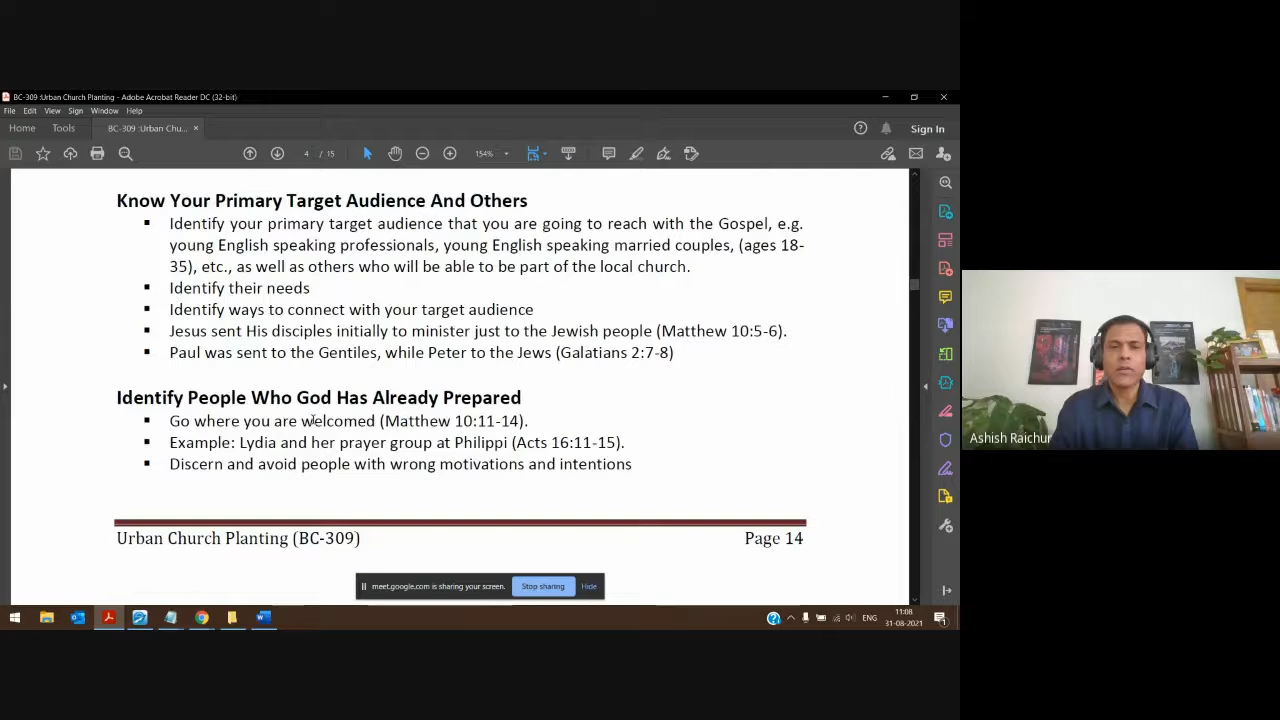 BC-309 :Urban Church Planting - Adobe Acrobat Reader DC (32-bit)
File Edit View Sign Window Help
Home Tools BC-309 :Urban Chu... × Sign In
4 / 15 154%
Know Your Primary Target Audience And Others
▪ Identify your primary target audience that you are going to reach with the Gospel, e.g.
young English speaking professionals, young English speaking married couples, (ages 18-
35), etc., as well as others who will be able to be part of the local church.
▪ Identify their needs
▪ Identify ways to connect with your target audience
▪ Jesus sent His disciples initially to minister just to the Jewish people (Matthew 10:5-6).
▪ Paul was sent to the Gentiles, while Peter to the Jews (Galatians 2:7-8)
Identify People Who God Has Already Prepared
▪ Go where you are welcomed (Matthew 10:11-14).
▪ Example: Lydia and her prayer group at Philippi (Acts 16:11-15).
▪ Discern and avoid people with wrong motivations and intentions
Urban Church Planting (BC-309) Page 14
meet.google.com is sharing your screen. Stop sharing Hide
ENG 11:08
31-08-2021
Ashish Raichur